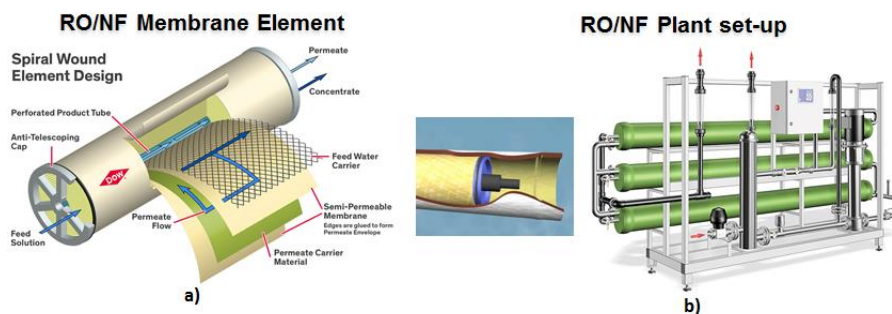 RO/NF Membrane Element
RO/NF Plant set-up
Spiral Wound
Element Design
Permeate
Concentrate
Perforated Product Tube
Anti-Telescoping
Cap
DOW
Feed Water
Carrier
Semi-Permeable
Membrane
Edges are glued to form
Permeate Envelope
Permeate
Flow
Feed
Solution
Permeate Carrier
Material
a)
b)